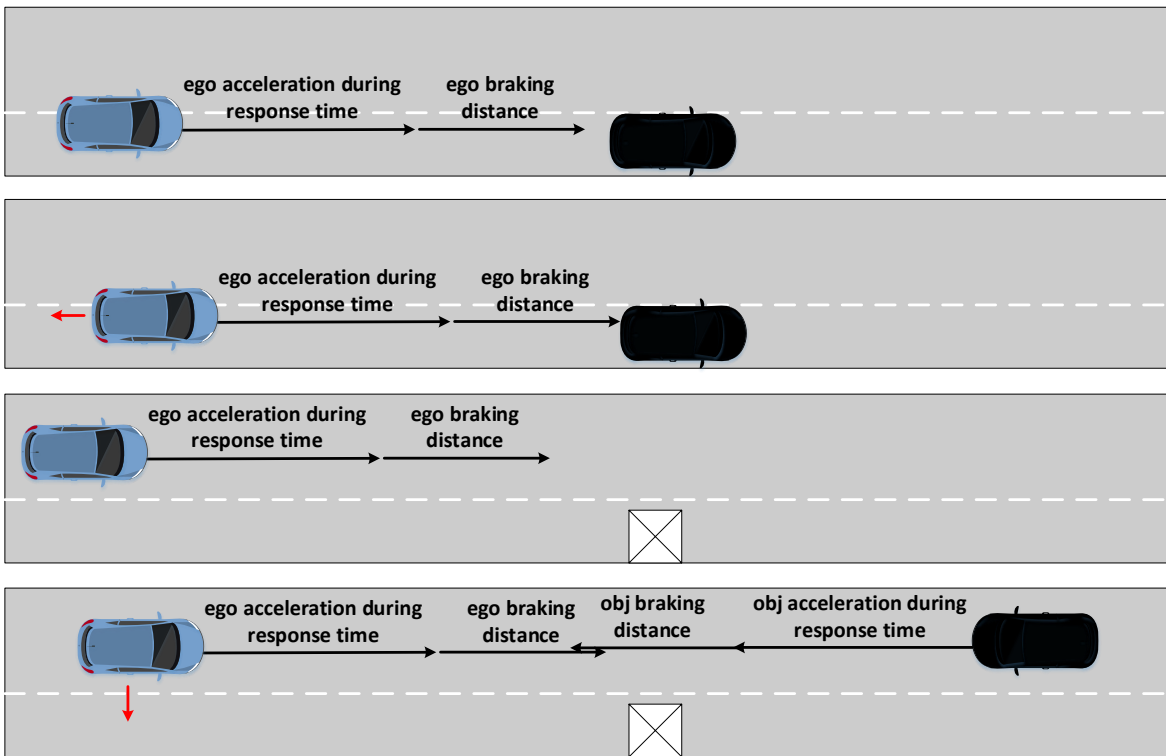 ego acceleration during
response time
ego braking
distance
ego acceleration during
response time
ego braking
distance
ego acceleration during
response time
ego braking
distance
ego acceleration during
response time
ego braking
distance
obj braking
distance
obj acceleration during
response time